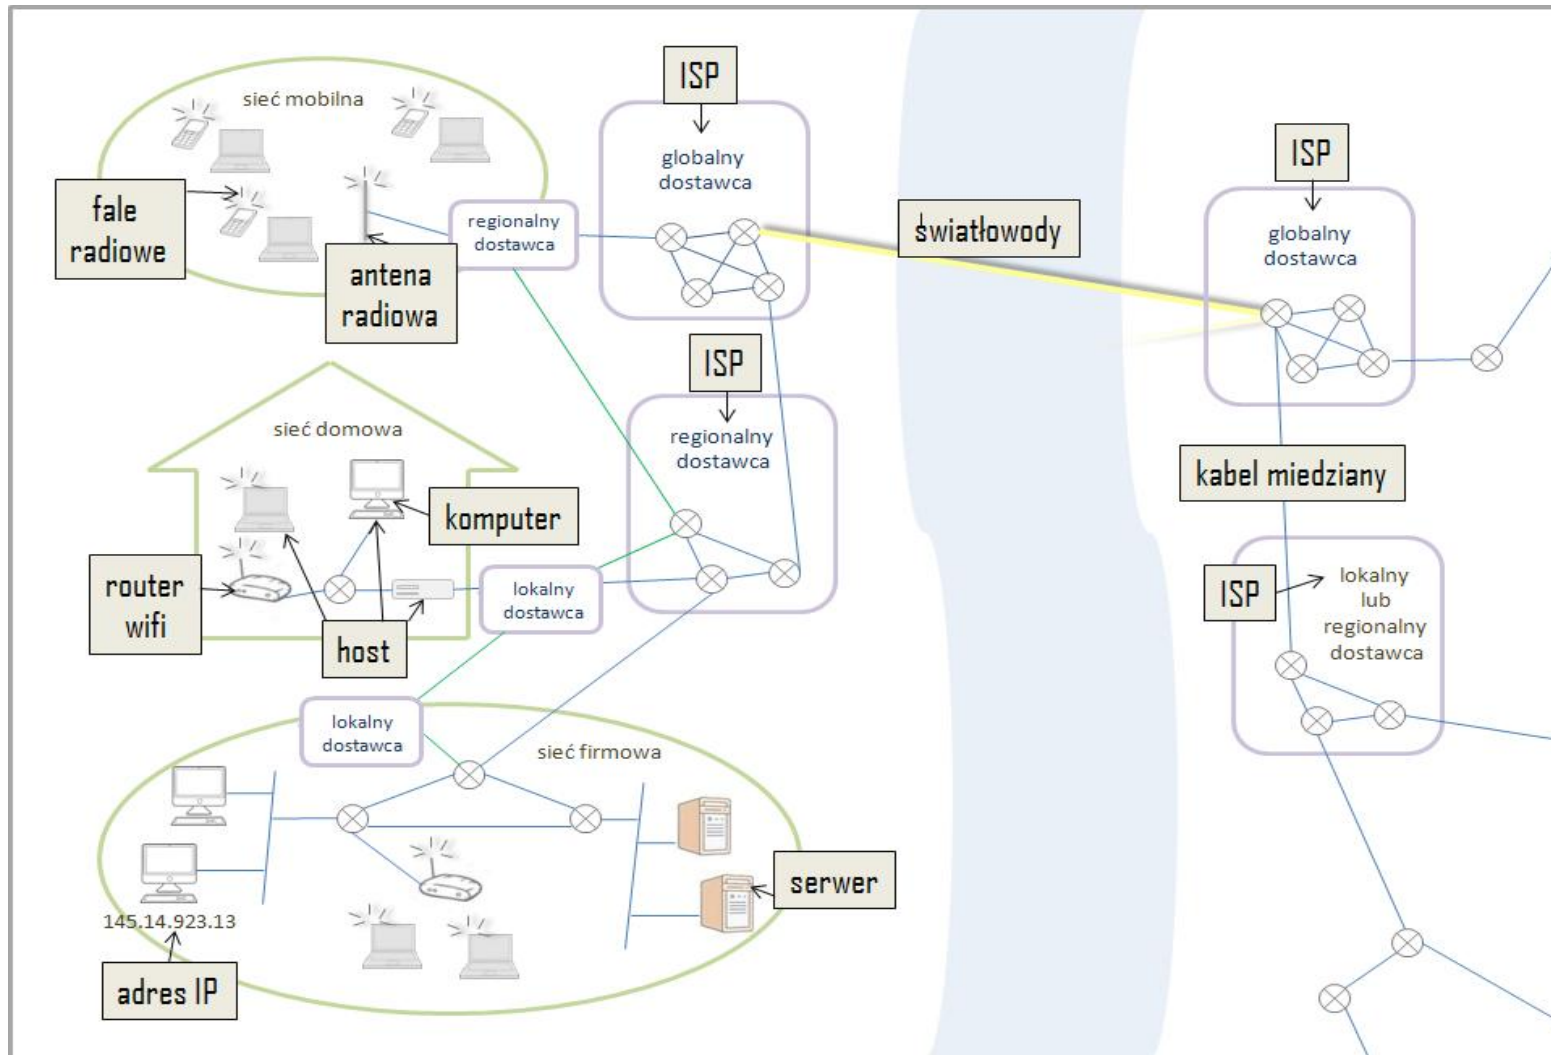 ISP
sieć mobilna
globalny
dostawca
ISP
fale
radiowe
regionalny
dostawca
światłowody
globalny
dostawca
antena
radiowa
ISP
sieć domowa
regionalny
dostawca
kabel miedziany
komputer
router
wifi
lokalny
dostawca
ISP
lokalny
lub
regionalny
dostawca
host
lokalny
dostawca
sieć firmowa
serwer
145.14.923.13
adres IP